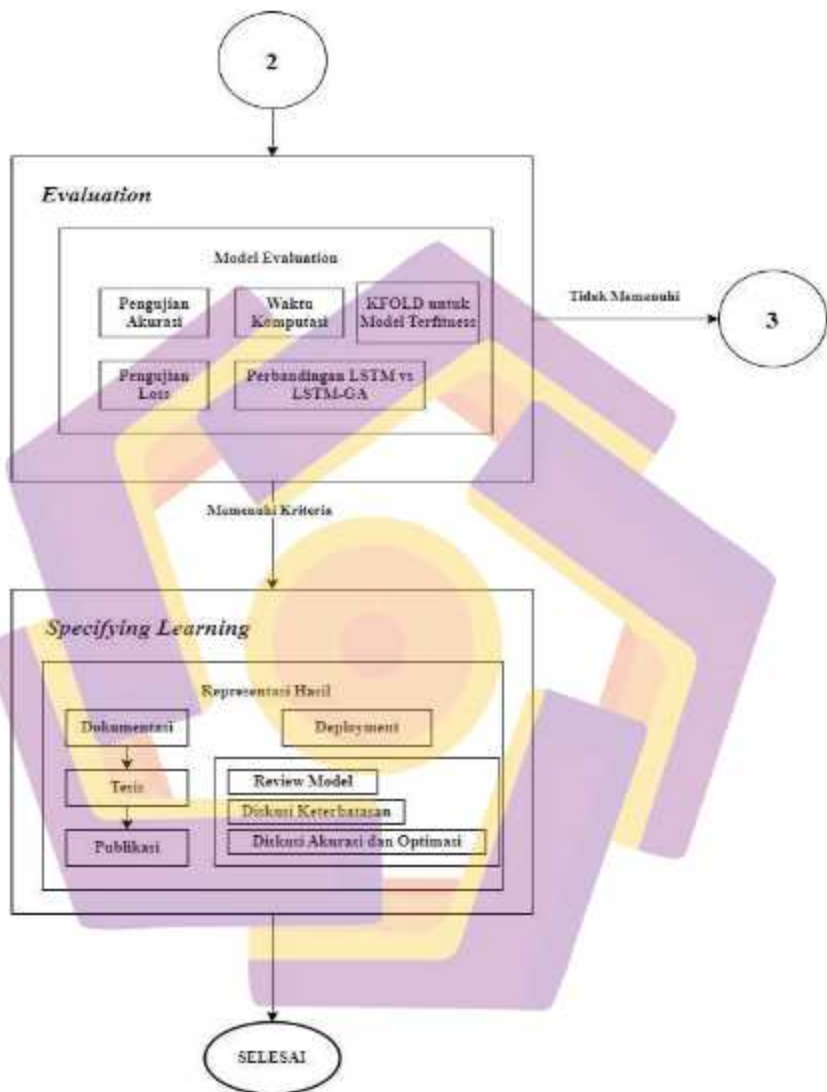 2
Evaluation
Model Evaluation
Pengujian
Akurasi
Waktu
Komputasi
KFOLD untuk
Model Terfitness
Pengujian
Loss
Perbandingan LSTM vs
LSTM-GA
Tidak Mamenuhi
3
Mamenuhi Kriteria
Specifying Learning
Representasi Hasil
Dokumentasi
Tesis
Publikasi
Deployment
Review Model
Diskusi Keterbatasan
Diskusi Akurasi dan Optimasi
SELESAI